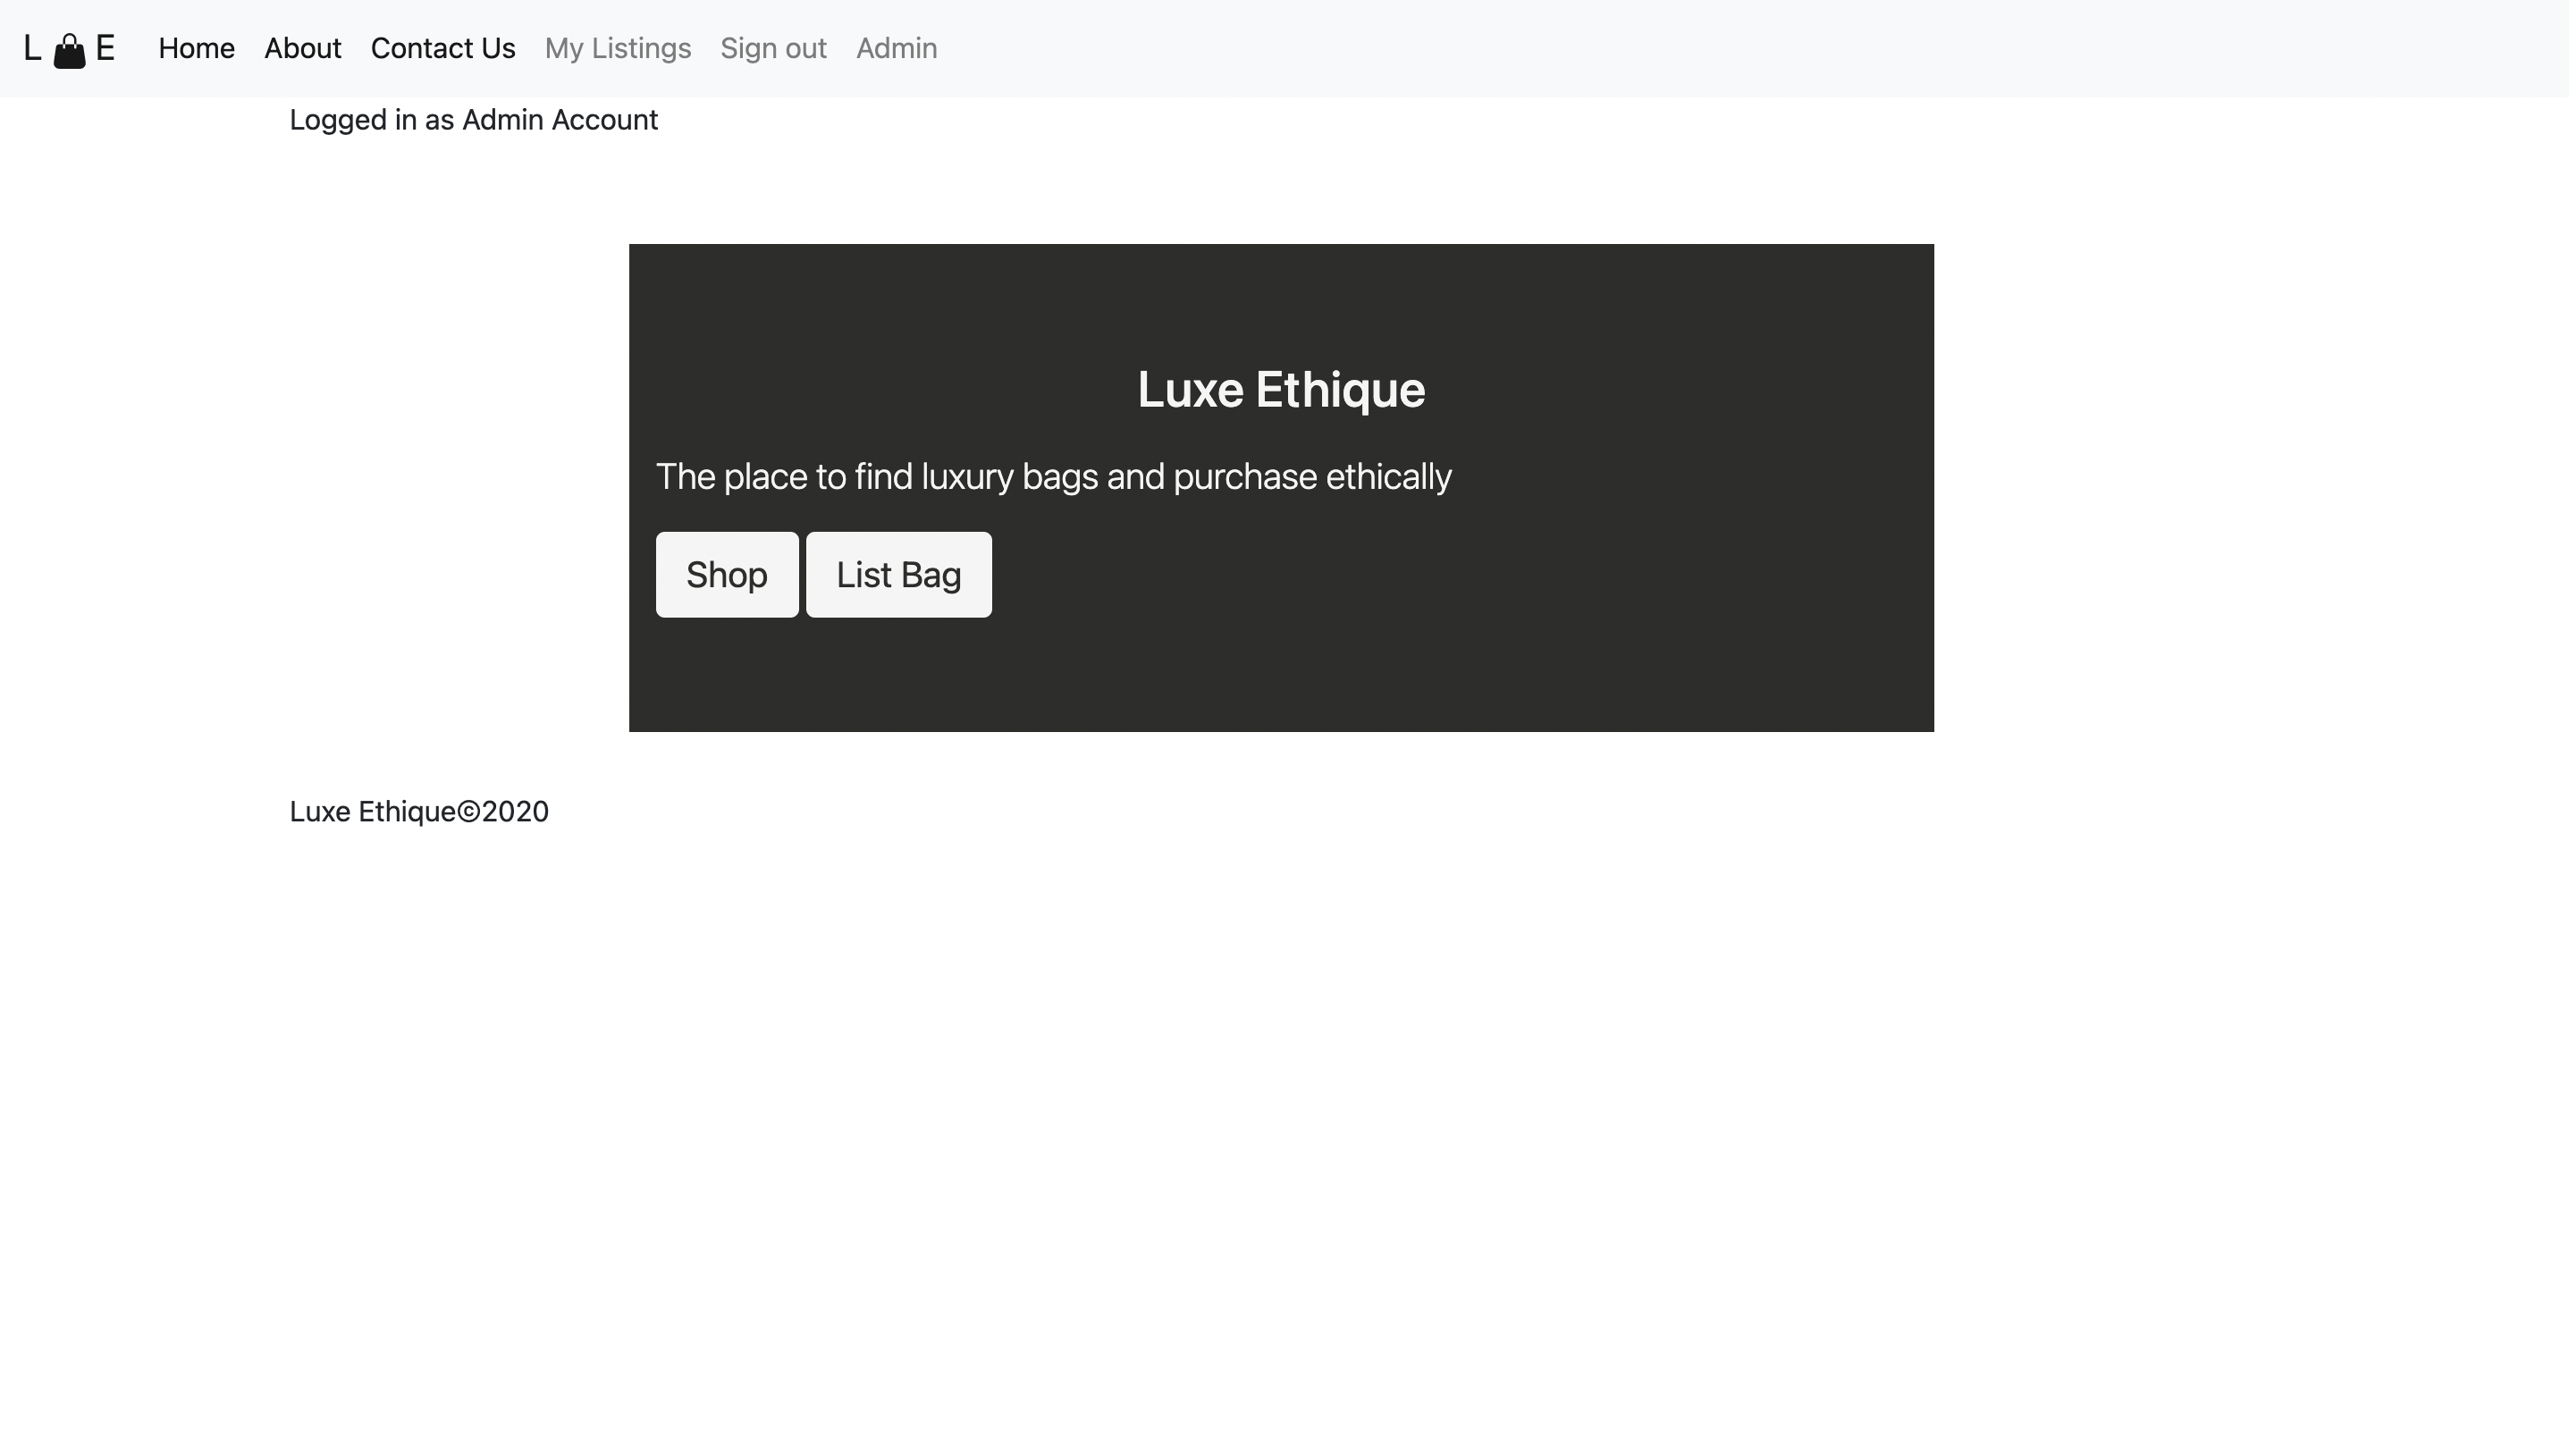 L E Home About Contact Us My Listings Sign out Admin
Logged in as Admin Account
Luxe Ethique
The place to find luxury bags and purchase ethically
Shop List Bag
Luxe Ethique©2020